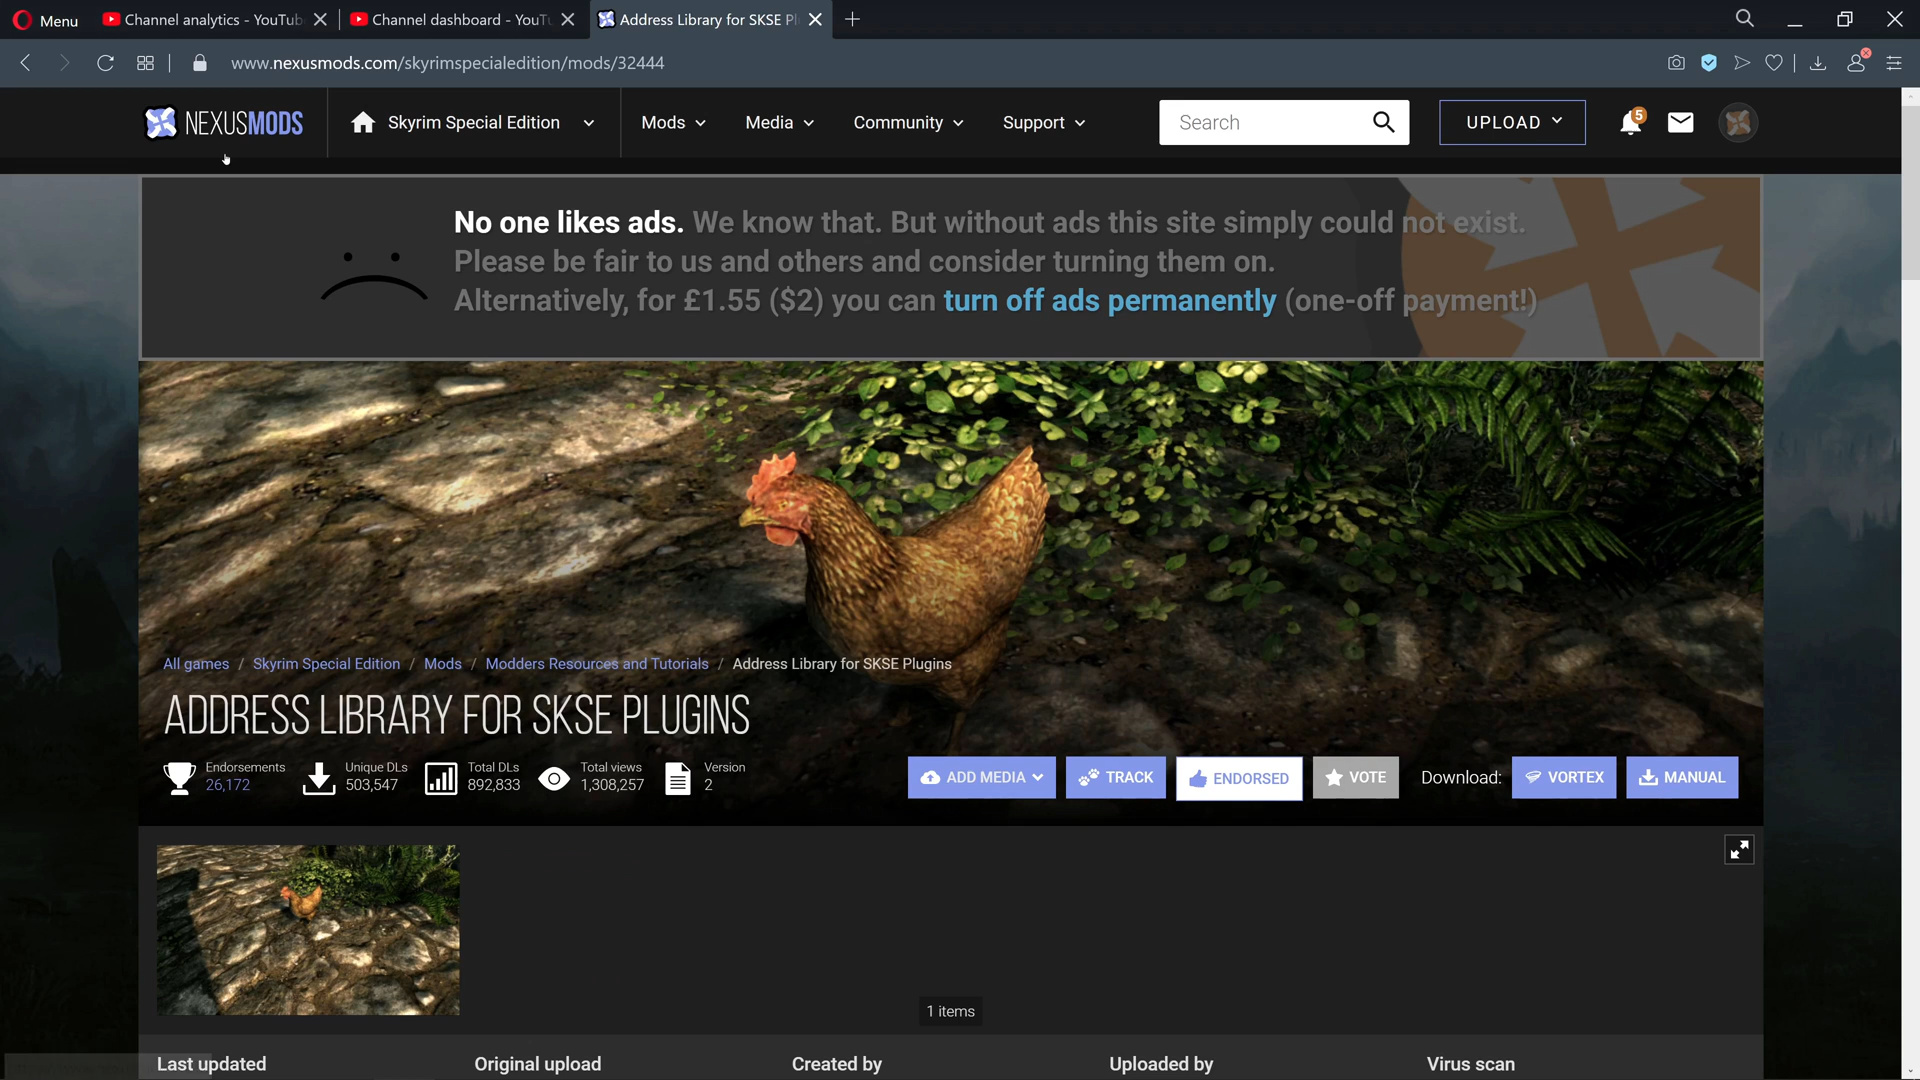 Menu
Channel analytics - YouTub
Channel dashboard - YouTu
Address Library for SKSE Pl
www.nexusmods.com/skyrimspecialedition/mods/32444
NEXUSMODS
Skyrim Special Edition
Mods
Media
Community
Support
Search
UPLOAD
5
No one likes ads. We know that. But without ads this site simply could not exist.
Please be fair to us and others and consider turning them on.
Alternatively, for £1.55 ($2) you can turn off ads permanently (one-off payment!)
All games / Skyrim Special Edition / Mods / Modders Resources and Tutorials / Address Library for SKSE Plugins
ADDRESS LIBRARY FOR SKSE PLUGINS
Endorsements
26,172
Unique DLs
503,547
Total DLs
892,833
Total views
1,308,257
Version
2
ADD MEDIA
TRACK
ENDORSED
VOTE
Download:
VORTEX
MANUAL
1 items
Last updated
Original upload
Created by
Uploaded by
Virus scan